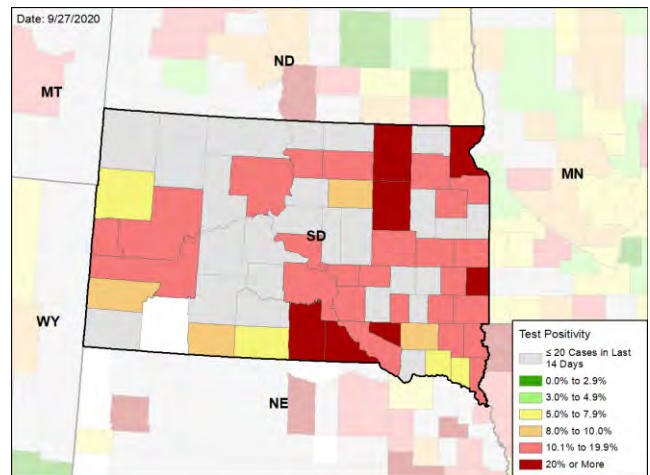 Date: 9/27/2020
ND
MT
MN
SD
WY
NE
Test Positivity
≤ 20 Cases in Last
14 Days
0.0% to 2.9%
3.0% to 4.9%
5.0% to 7.9%
8.0% to 10.0%
10.1% to 19.9%
20% or More